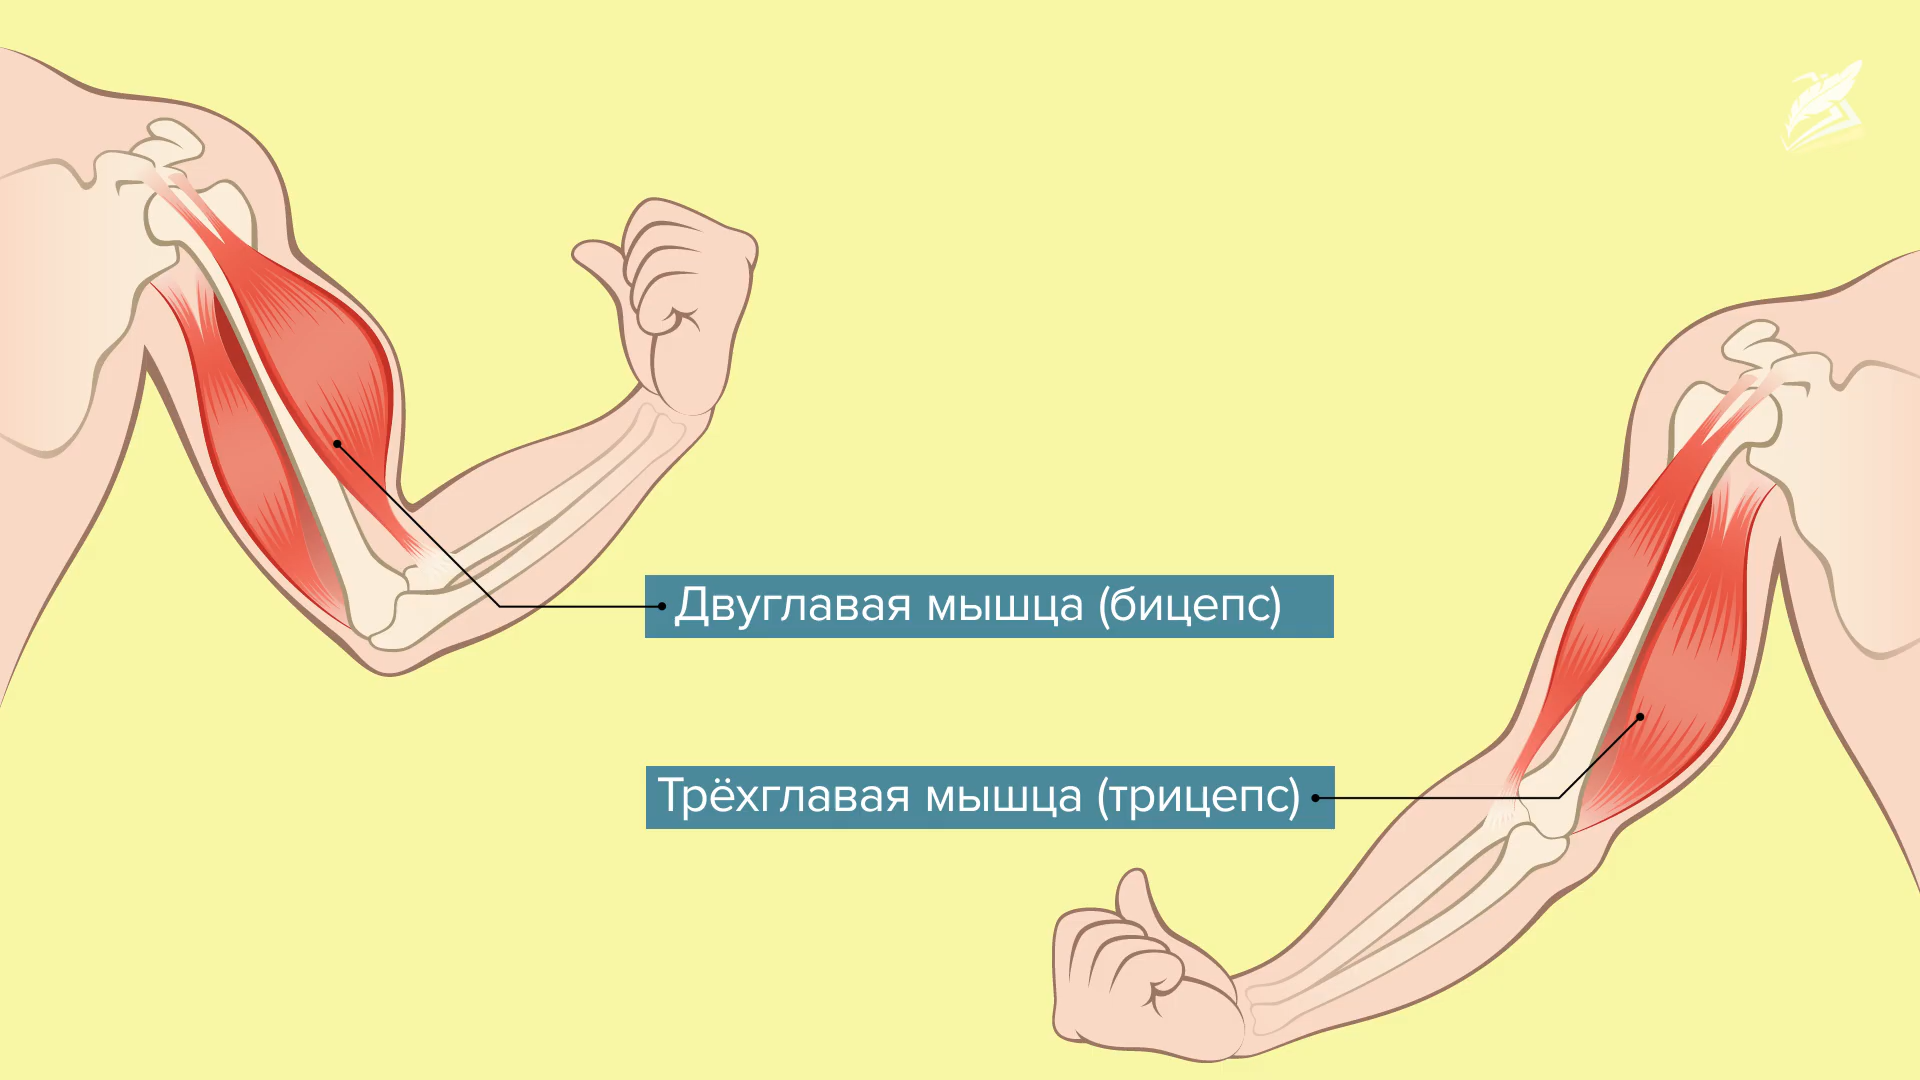 Двуглавая мышца (бицепс)
Трёхглавая мышца (трицепс)